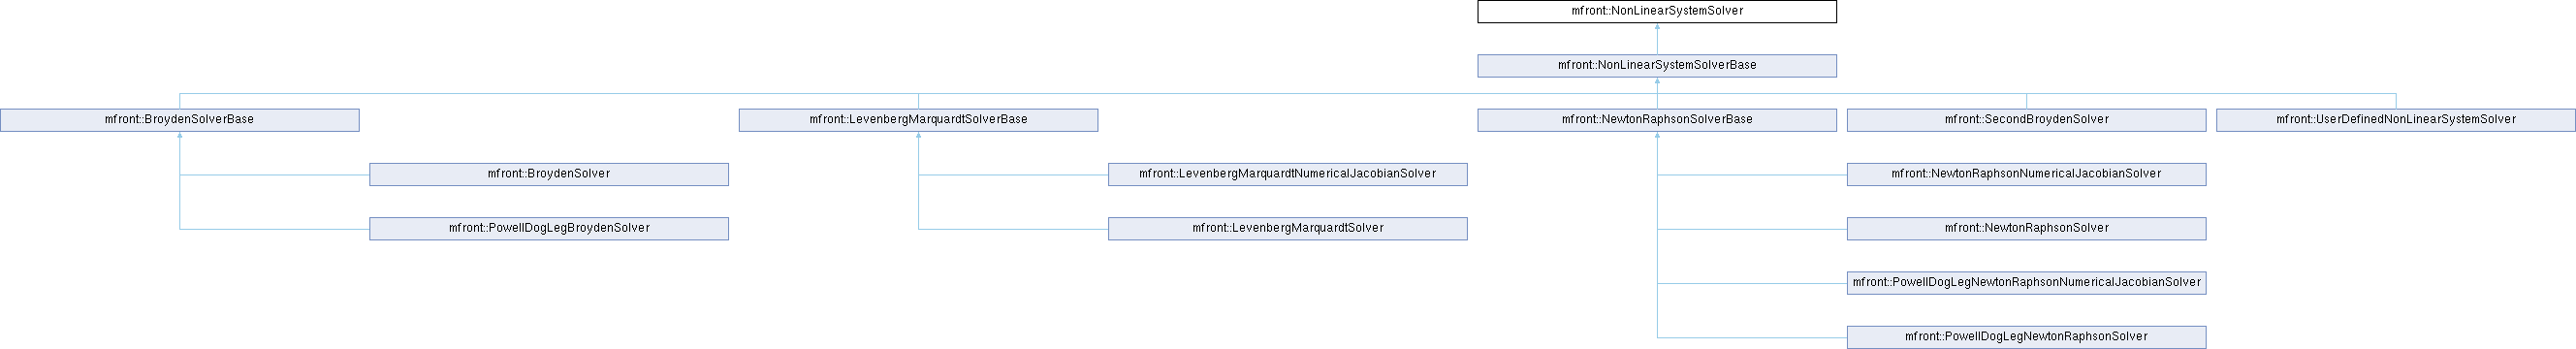 mfront::NonLinearSystemSolver
mfront::NonLinearSystemSolverBase
mfront::BroydenSolverBase
mfront::LevenbergMarquardtSolverBase
mfront::NewtonRaphsonSolverBase
mfront::SecondBroydenSolver
mfront::UserDefinedNonLinearSystemSolver
mfront::BroydenSolver
mfront::LevenbergMarquardtNumericalJacobianSolver
mfront::NewtonRaphsonNumericalJacobianSolver
mfront::PowellDogLegBroydenSolver
mfront::LevenbergMarquardtSolver
mfront::NewtonRaphsonSolver
mfront::PowellDogLegNewtonRaphsonNumericalJacobianSolver
mfront::PowellDogLegNewtonRaphsonSolver